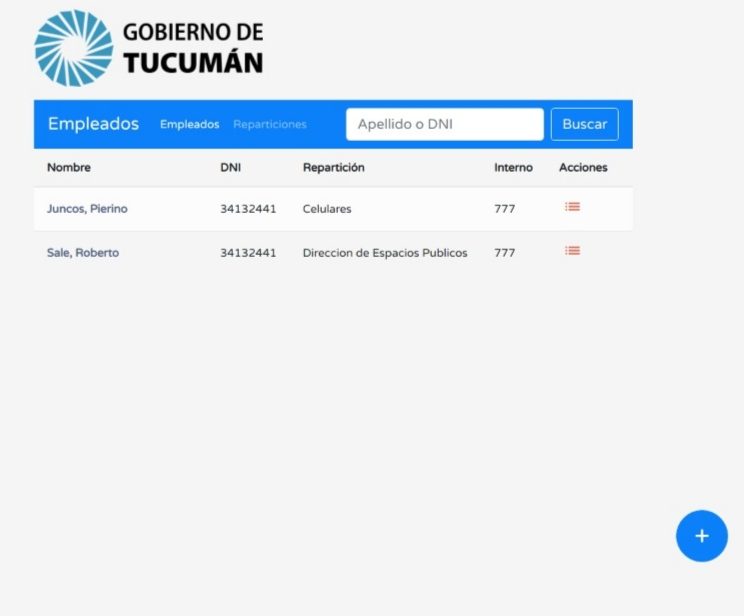 GOBIERNO DE
TUCUMÁN
Empleados Empleados Reparticiones Apellido o DNI Buscar
Nombre DNI Repartición Interno Acciones
Juncos, Pierino 34132441 Celulares 777
Sale, Roberto 34132441 Direccion de Espacios Publicos 777
+